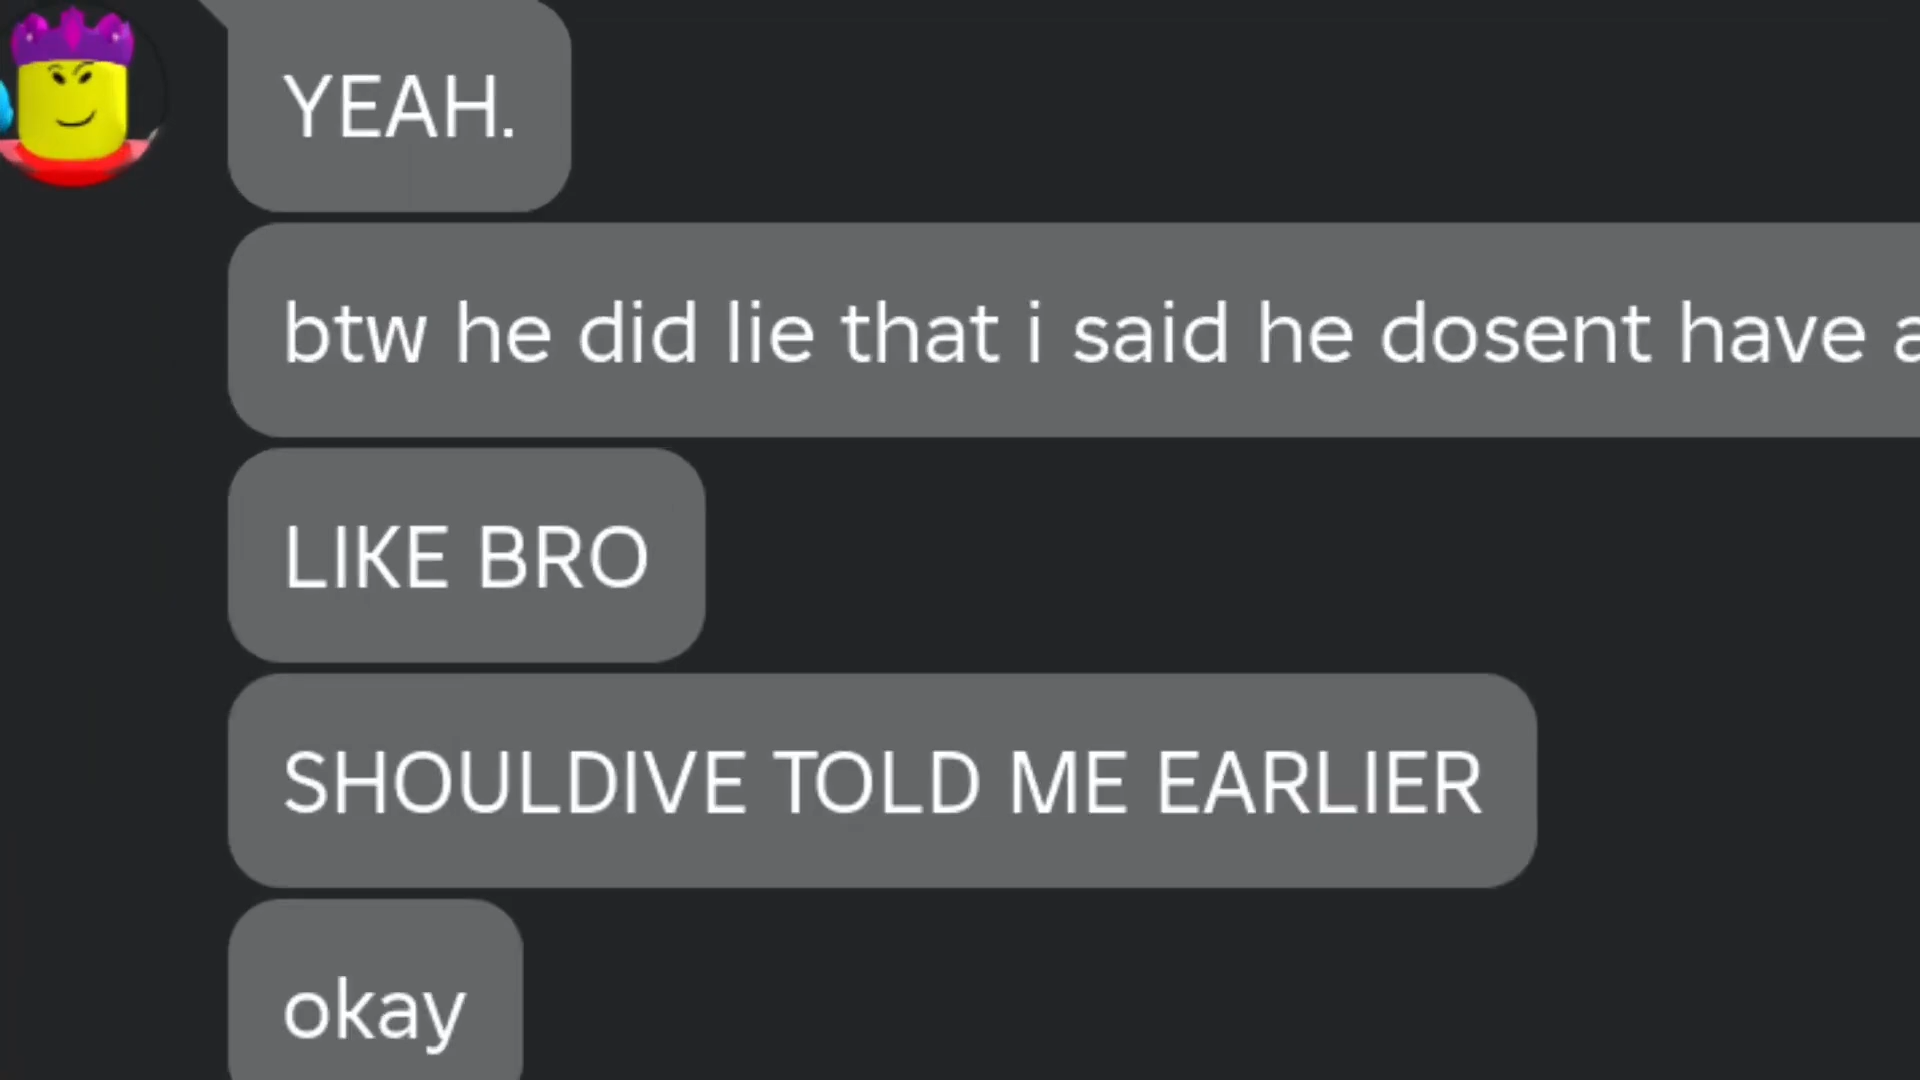 YEAH.
btw he did lie that i said he dosent have
LIKE BRO
SHOULDIVE TOLD ME EARLIER
okay